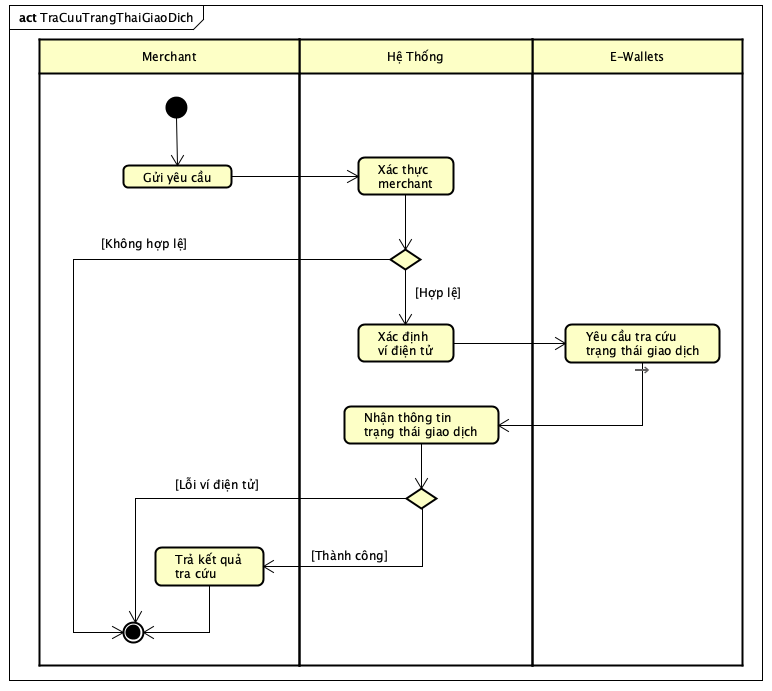 act TraCuuTrangThaiGiaoDich
Merchant
Hệ Thống
E-Wallets
Gửi yêu cầu
Xác thực
merchant
[Không hợp lệ]
[Hợp lệ]
Xác định
ví điện tử
Yêu cầu tra cứu
trạng thái giao dịch
Nhận thông tin
trạng thái giao dịch
[Lỗi ví điện tử]
[Thành công]
Trả kết quả
tra cứu